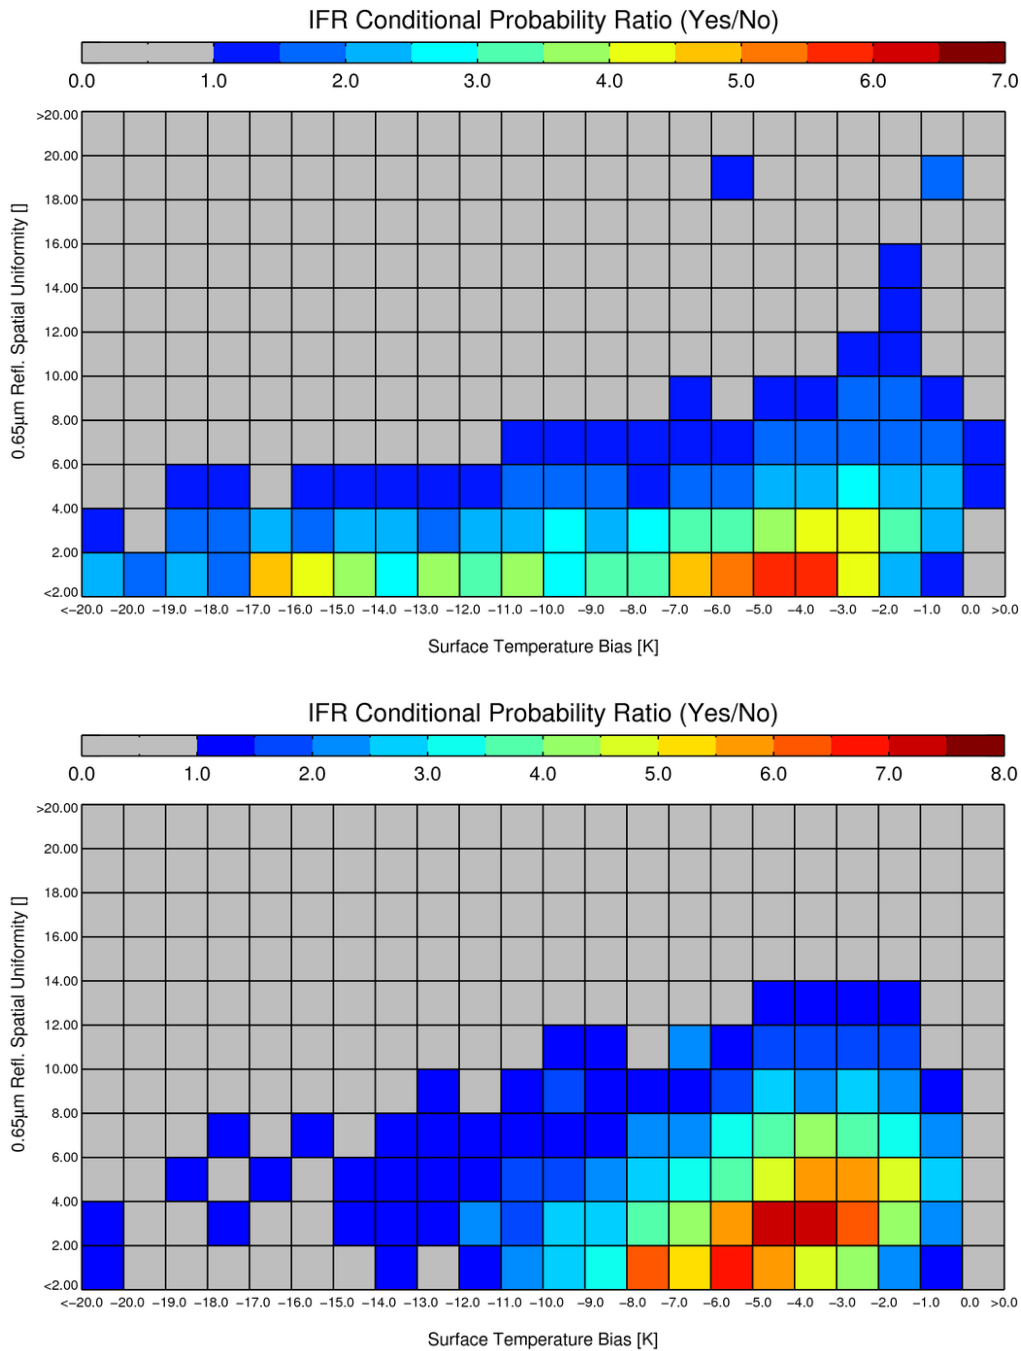 IFR Conditional Probability Ratio (Yes/No)
0.0 1.0 2.0 3.0 4.0 5.0 6.0 7.0
0.65µm Refl. Spatial Uniformity []
>20.00
20.00
18.00
16.00
14.00
12.00
10.00
8.00
6.00
4.00
2.00
<2.00
<−20.0 −20.0 −19.0 −18.0 −17.0 −16.0 −15.0 −14.0 −13.0 −12.0 −11.0 −10.0 −9.0 −8.0 −7.0 −6.0 −5.0 −4.0 −3.0 −2.0 −1.0 0.0 >0.0
Surface Temperature Bias [K]
IFR Conditional Probability Ratio (Yes/No)
0.0 1.0 2.0 3.0 4.0 5.0 6.0 7.0 8.0
0.65µm Refl. Spatial Uniformity []
>20.00
20.00
18.00
16.00
14.00
12.00
10.00
8.00
6.00
4.00
2.00
<2.00
<−20.0 −20.0 −19.0 −18.0 −17.0 −16.0 −15.0 −14.0 −13.0 −12.0 −11.0 −10.0 −9.0 −8.0 −7.0 −6.0 −5.0 −4.0 −3.0 −2.0 −1.0 0.0 >0.0
Surface Temperature Bias [K]